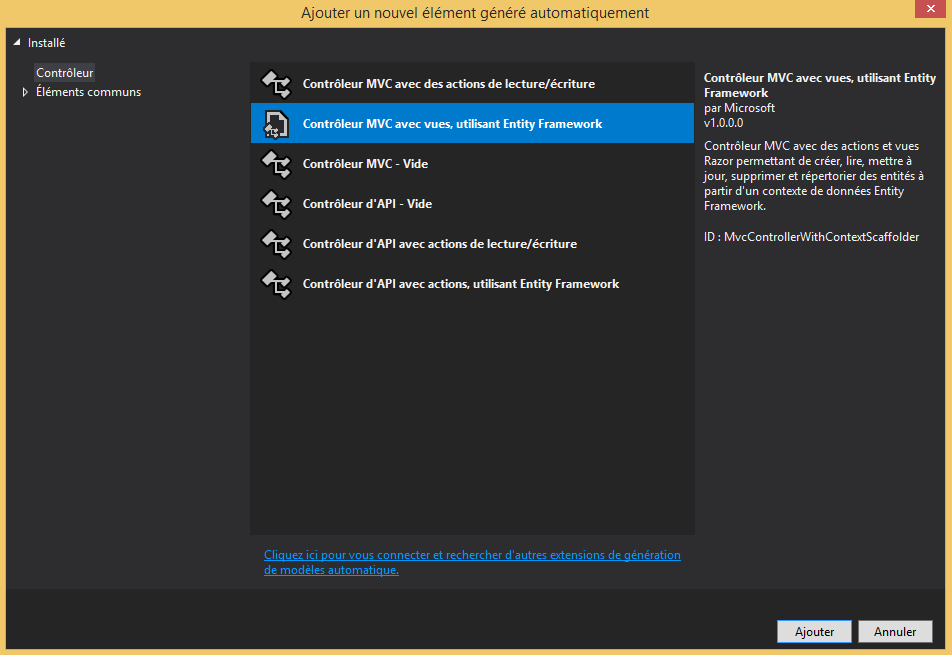 Ajouter un nouvel élément généré automatiquement
Installé
Contrôleur
Éléments communs
Contrôleur MVC avec des actions de lecture/écriture
Contrôleur MVC avec vues, utilisant Entity Framework
Contrôleur MVC - Vide
Contrôleur d'API - Vide
Contrôleur d'API avec actions de lecture/écriture
Contrôleur d'API avec actions, utilisant Entity Framework
Cliquez ici pour vous connecter et rechercher d'autres extensions de génération
de modèles automatique.
Contrôleur MVC avec vues, utilisant Entity
Framework
par Microsoft
v1.0.0.0
Contrôleur MVC avec des actions et vues
Razor permettant de créer, lire, mettre à
jour, supprimer et répertorier des entités à
partir d'un contexte de données Entity
Framework.
ID : MvcControllerWithContextScaffolder
Ajouter
Annuler